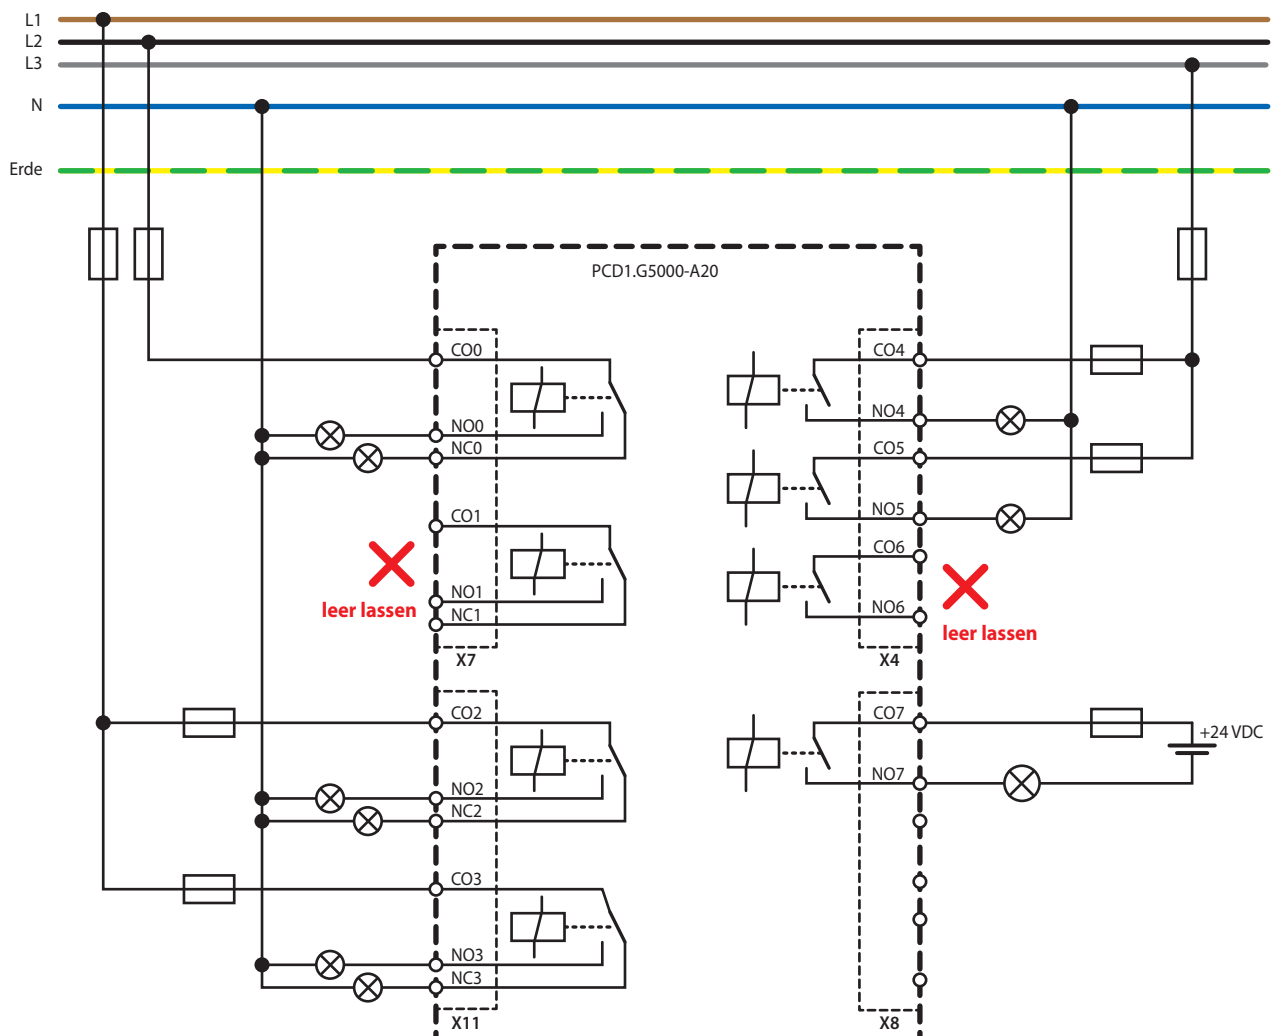 L1
L2
L3
N
Erde
PCD1.G5000-A20
CO0
NO0
NC0
CO1
NO1
NC1
leer lassen
X7
CO2
NO2
NC2
CO3
NO3
NC3
X11
CO4
NO4
CO5
NO5
CO6
NO6
leer lassen
X4
CO7
+24 VDC
NO7
X8